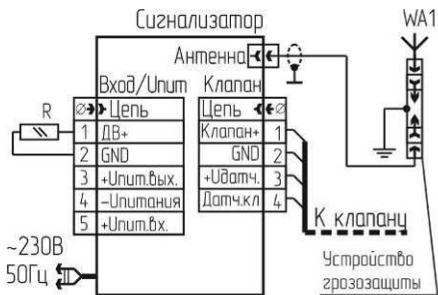 Сигнализатор
WA1
Антенна
Вход/Uпит
Клапан
R
Цепь
Цепь
1 ДВ+
Клапан+ 1
2 GND
GND 2
3 +Uпит.вых.
+Uдатч. 3
4 –Uпитания
Датч.кл 4
5 +Uпит.вх.
К клапану
~230В
50Гц
Устройство
грозозащиты